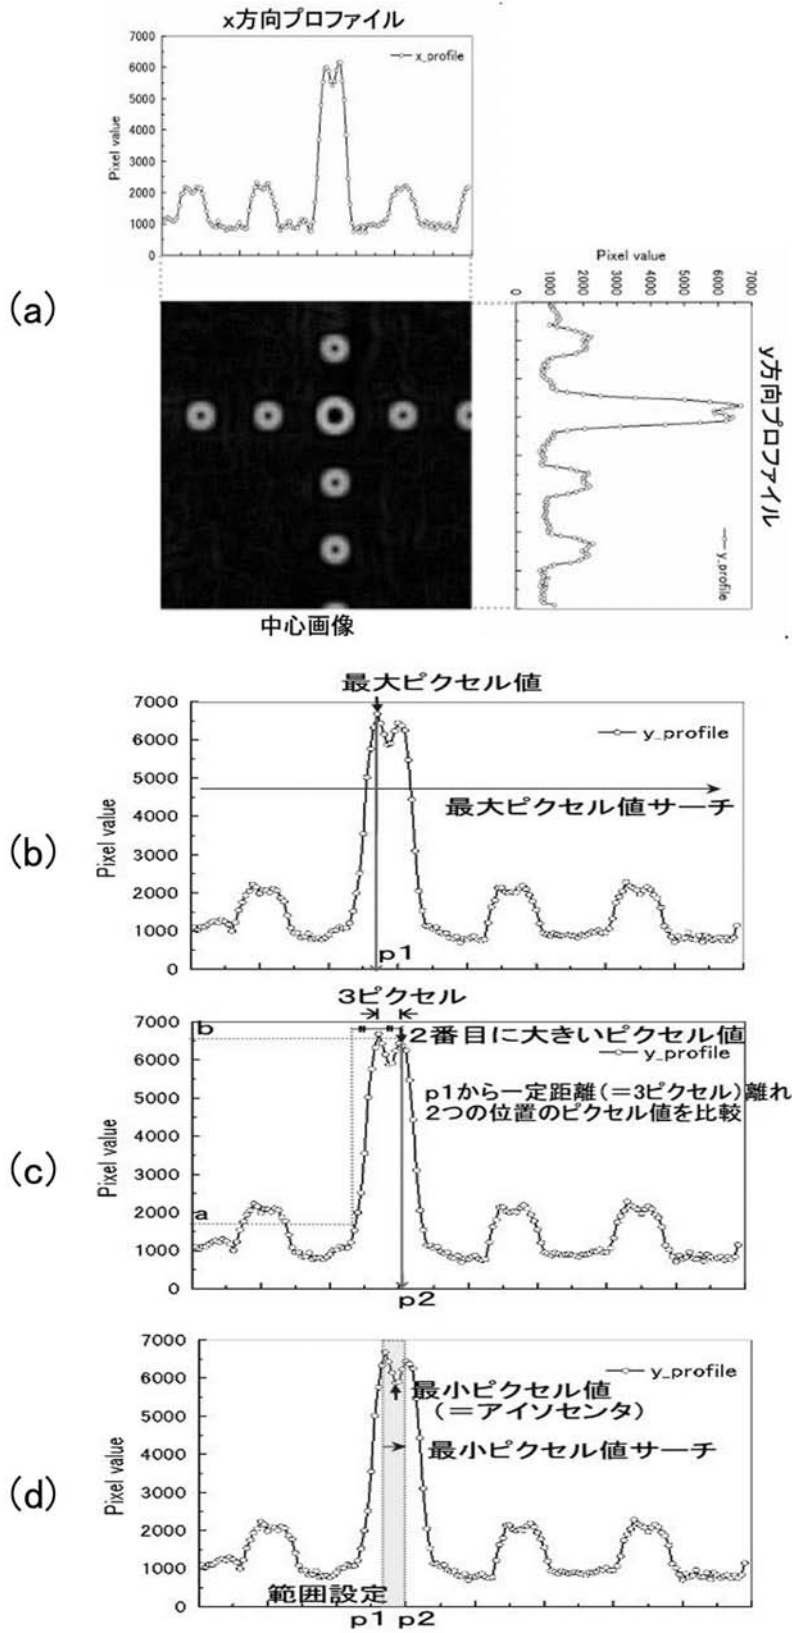 x方向プロファイル
7000
6000
5000
4000
3000
2000
1000
0
Pixel value
x_profile
(a)
中心画像
Pixel value
0
1000
2000
3000
4000
5000
6000
7000
y_profile
y方向プロファイル
(b)
最大ピクセル値
7000
6000
5000
4000
3000
2000
1000
0
Pixel value
y_profile
最大ピクセル値サーチ
p1
(c)
3ピクセル
7000
6000
5000
4000
3000
2000
1000
0
Pixel value
b
a
2番目に大きいピクセル値
y_profile
p1から一定距離(=3ピクセル)離れ
2つの位置のピクセル値を比較
p2
(d)
7000
6000
5000
4000
3000
2000
1000
0
Pixel value
y_profile
最小ピクセル値
(=アイソセンタ)
最小ピクセル値サーチ
範囲設定
p1 p2